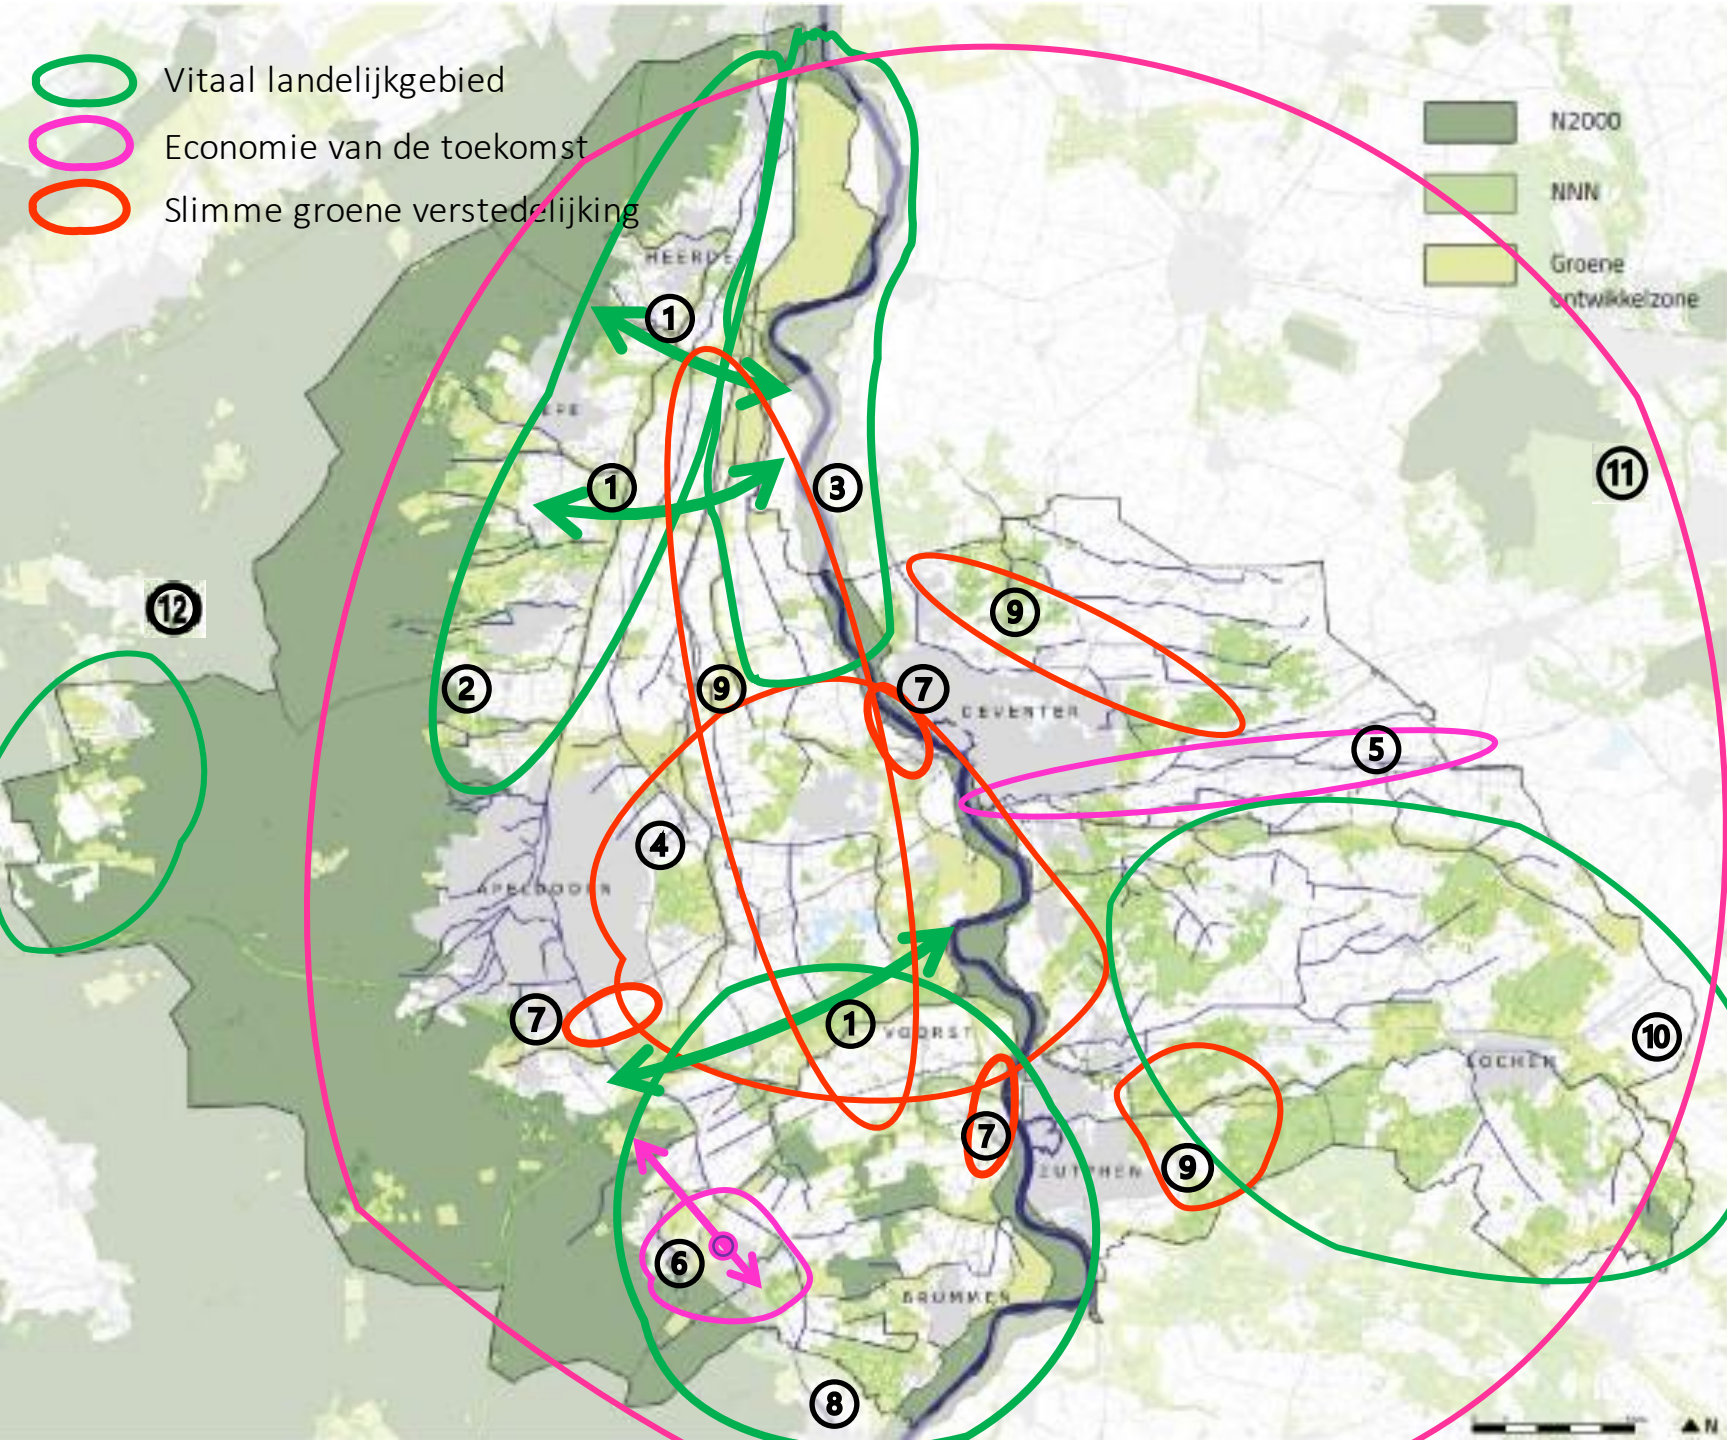 Vitaal landelijkgebied
Economie van de toekomst
Slimme groene verstedelijking
N2000
NNN
Groene
ontwikkelzone
HEERDE
1
EPE
1
3
11
12
9
2
9
7
DEVENTER
5
4
APELDOORN
7
1
VOORST
10
LOCHEM
7
ZUTPHEN
9
6
BRUMMEN
8
N